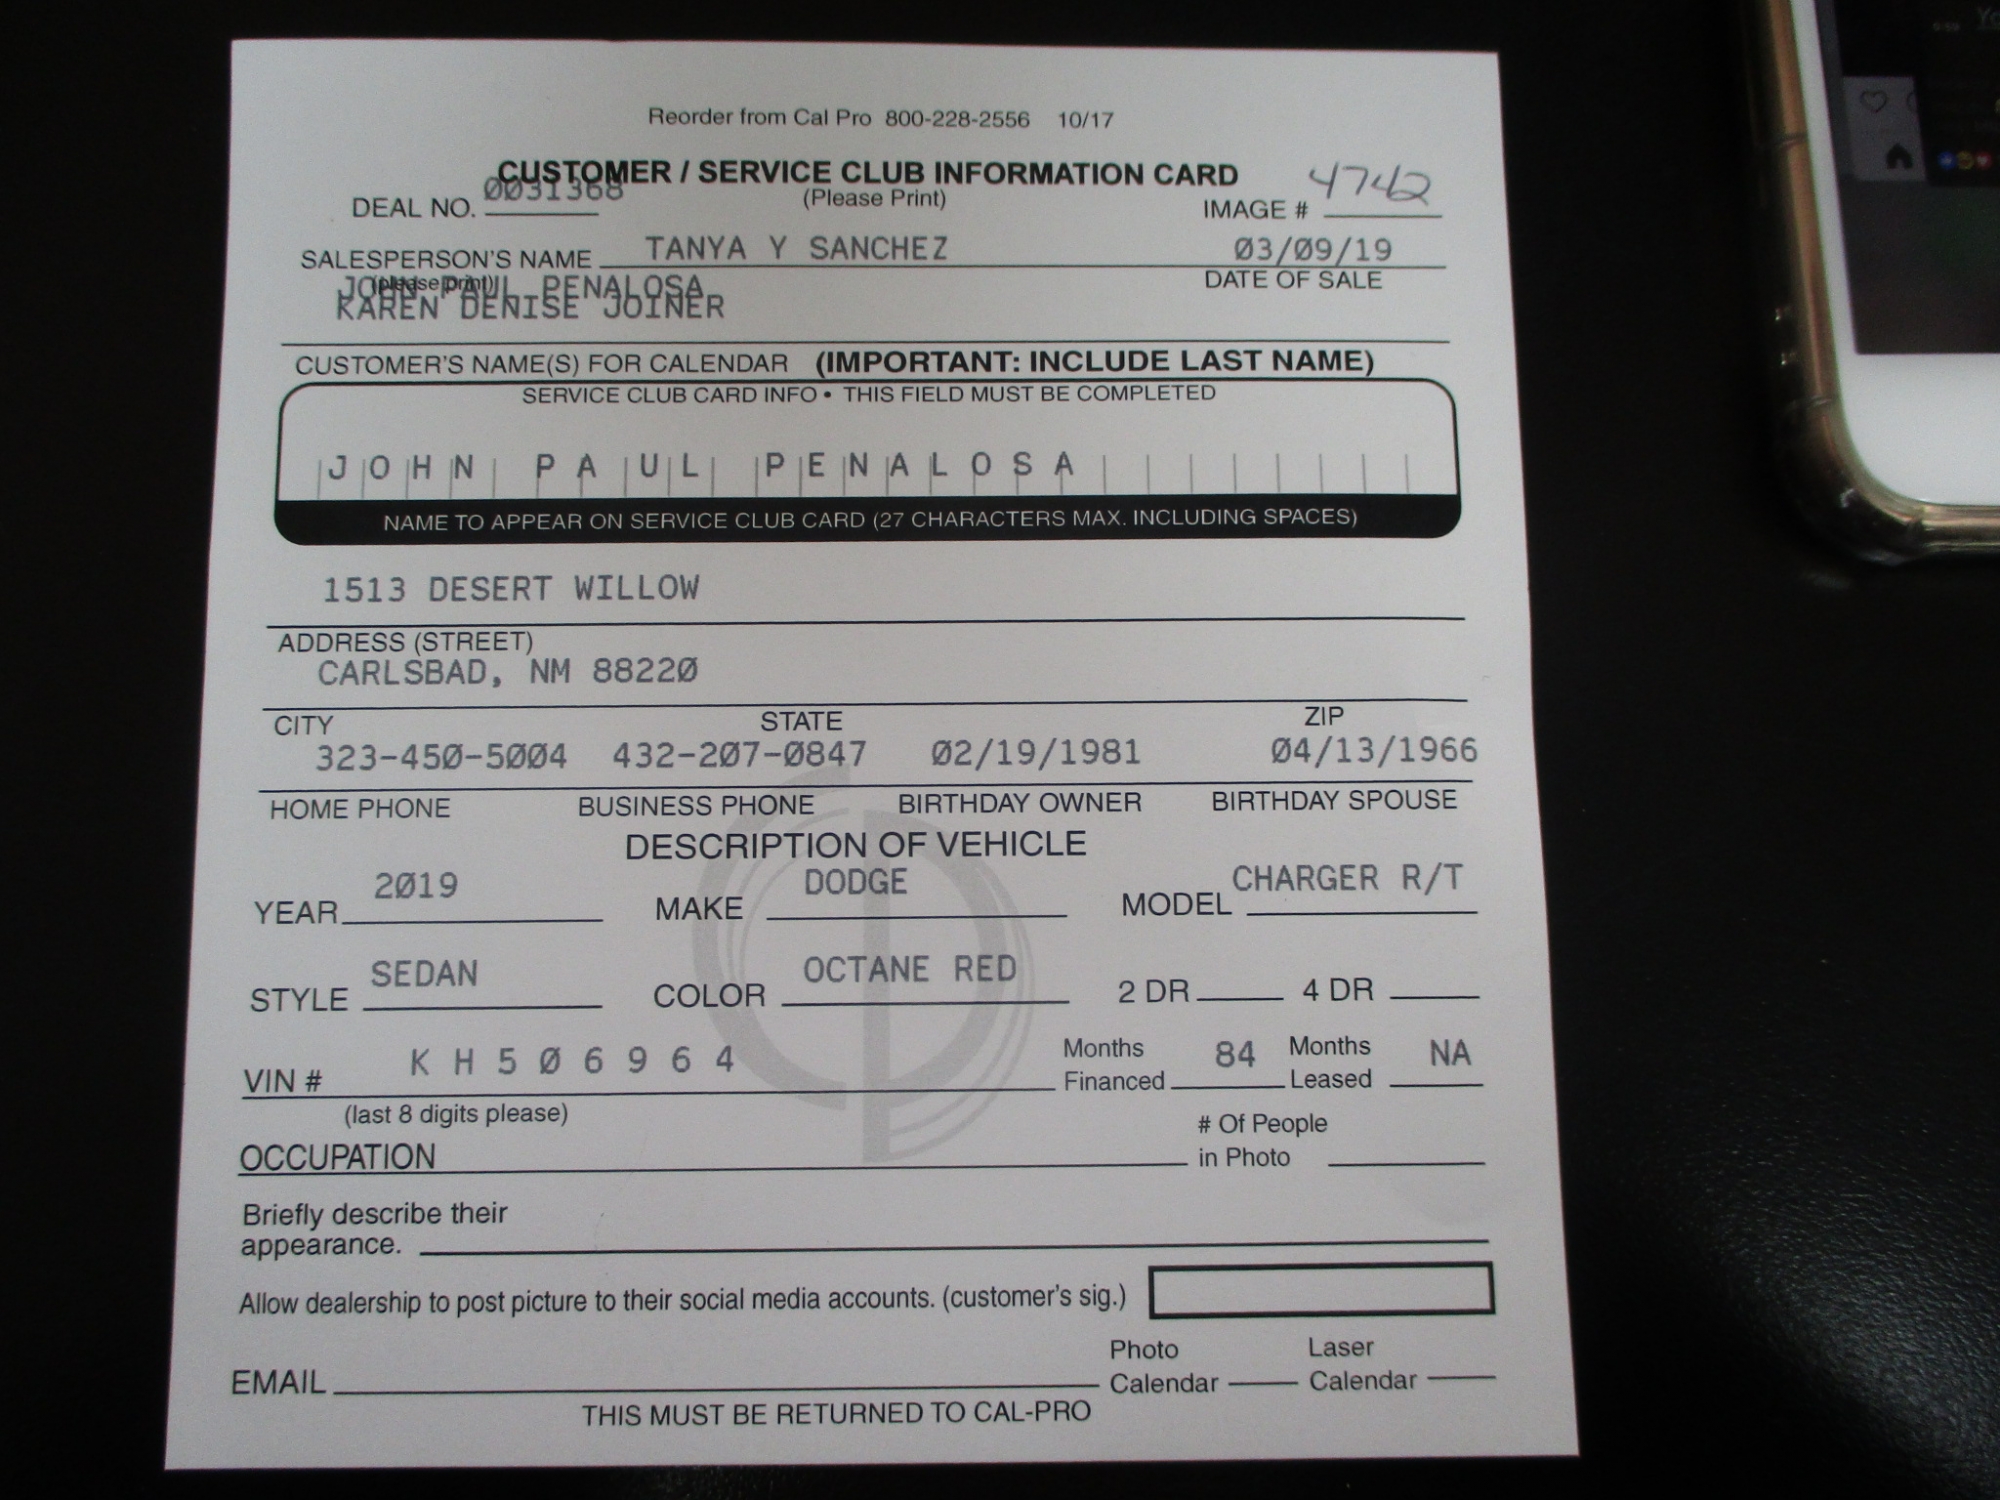 Reorder from Cal Pro 800-228-2556 10/17
CUSTOMER / SERVICE CLUB INFORMATION CARD
DEAL NO. 0031368 (Please Print) IMAGE # 4742
SALESPERSON'S NAME TANYA Y SANCHEZ 03/09/19
(please print) DATE OF SALE
JOHN PAUL PENALOSA
KAREN DENISE JOINER
CUSTOMER'S NAME(S) FOR CALENDAR (IMPORTANT: INCLUDE LAST NAME)
SERVICE CLUB CARD INFO • THIS FIELD MUST BE COMPLETED
JOHN PAUL PENALOSA
NAME TO APPEAR ON SERVICE CLUB CARD (27 CHARACTERS MAX. INCLUDING SPACES)
1513 DESERT WILLOW
ADDRESS (STREET)
CARLSBAD, NM 88220
CITY STATE ZIP
323-450-5004 432-207-0847 02/19/1981 04/13/1966
HOME PHONE BUSINESS PHONE BIRTHDAY OWNER BIRTHDAY SPOUSE
DESCRIPTION OF VEHICLE
YEAR 2019 MAKE DODGE MODEL CHARGER R/T
STYLE SEDAN COLOR OCTANE RED 2 DR 4 DR
VIN # K H 5 0 6 9 6 4 Months Financed 84 Months Leased NA
(last 8 digits please)
OCCUPATION # Of People in Photo
Briefly describe their
appearance.
Allow dealership to post picture to their social media accounts. (customer's sig.)
EMAIL Photo Calendar Laser Calendar
THIS MUST BE RETURNED TO CAL-PRO